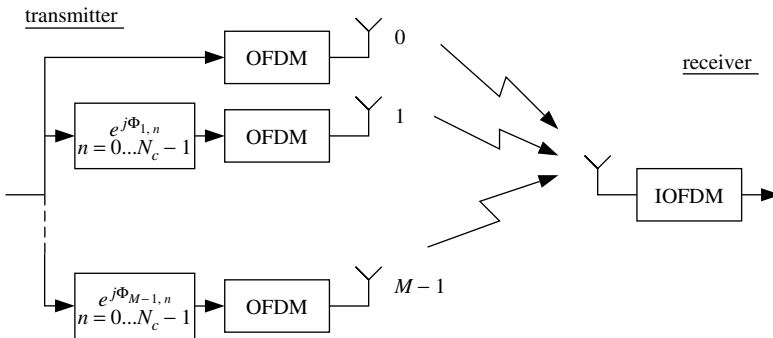 transmitter
OFDM
0
receiver
e^{jΦ_{1, n}}
n = 0...N_c − 1
OFDM
1
IOFDM
e^{jΦ_{M−1, n}}
n = 0...N_c − 1
OFDM
M − 1